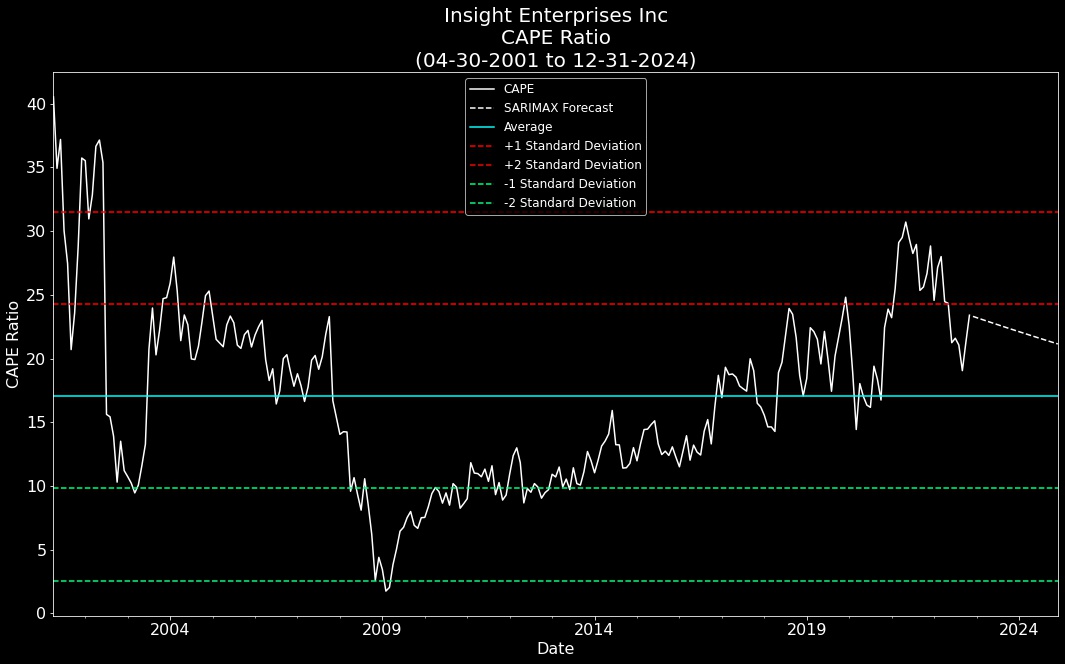 Insight Enterprises Inc
CAPE Ratio
(04-30-2001 to 12-31-2024)
CAPE
SARIMAX Forecast
Average
+1 Standard Deviation
+2 Standard Deviation
-1 Standard Deviation
-2 Standard Deviation
CAPE Ratio
40
35
30
25
20
15
10
5
0
2004
2009
2014
2019
2024
Date